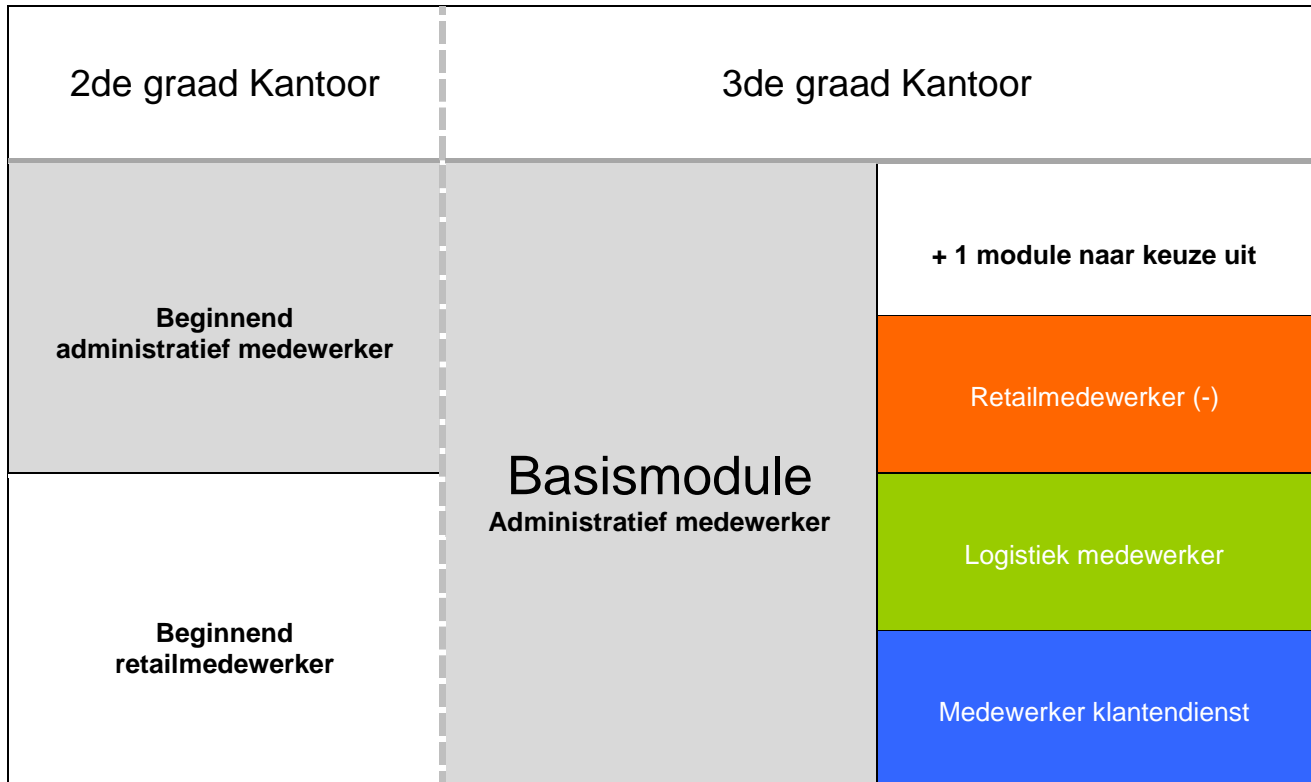 2de graad Kantoor
3de graad Kantoor
Beginnend
administratief medewerker
Beginnend
retailmedewerker
Basismodule
Administratief medewerker
+ 1 module naar keuze uit
Retailmedewerker (-)
Logistiek medewerker
Medewerker klantendienst